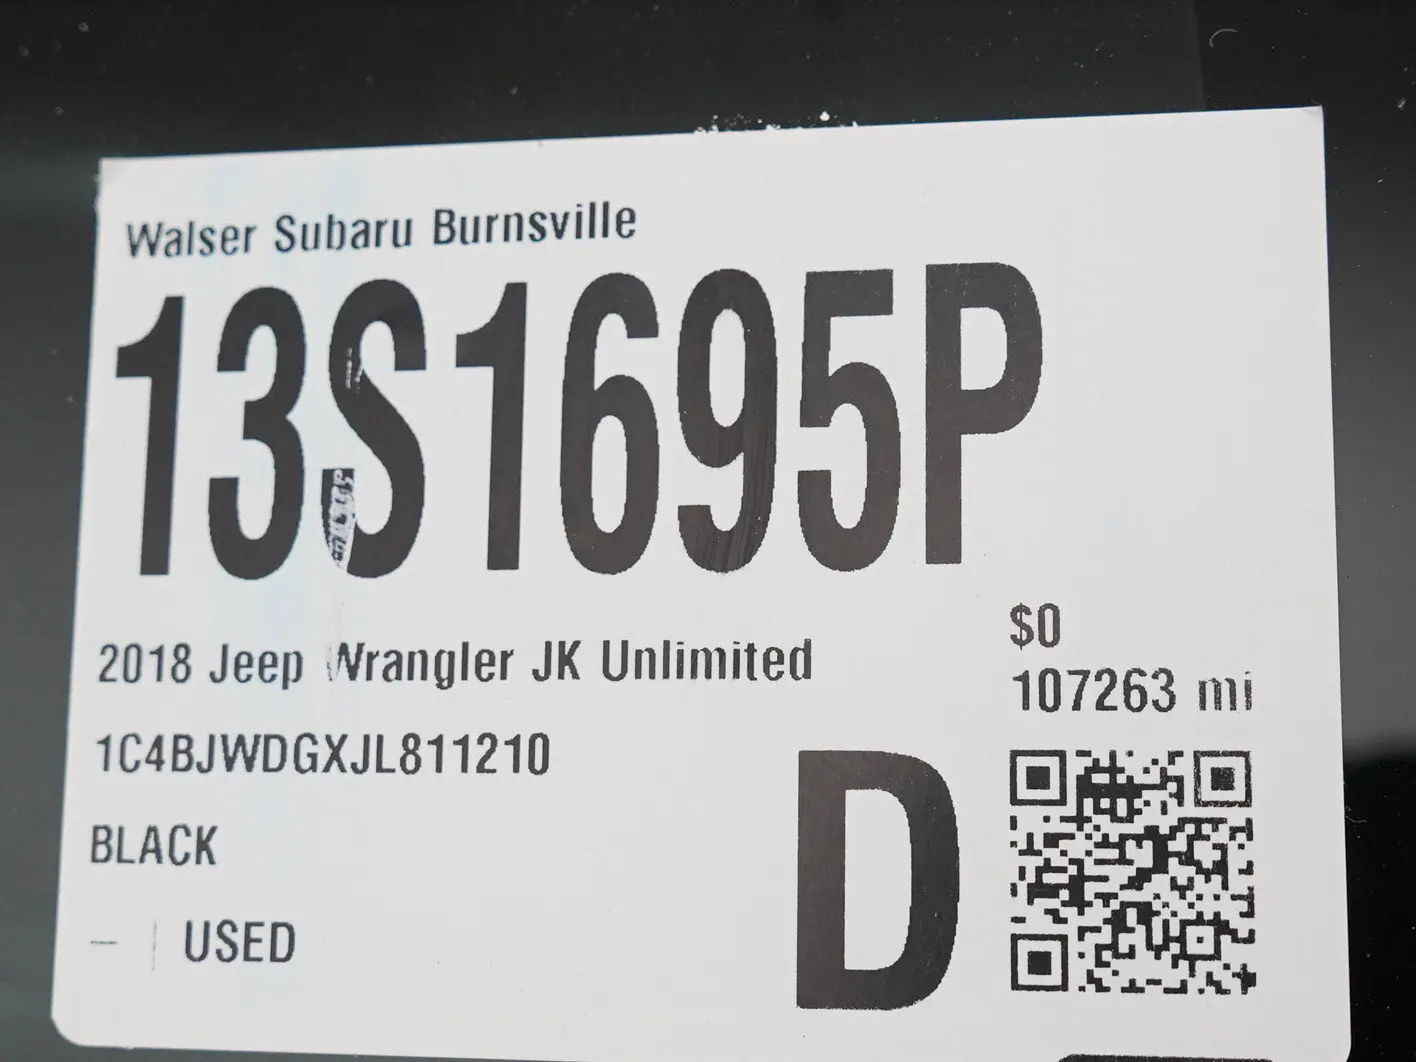 Walser Subaru Burnsville
13S1695P
2018 Jeep Wrangler JK Unlimited
$0
107263 mi
1C4BJWDGXJL811210
BLACK
– | USED
D